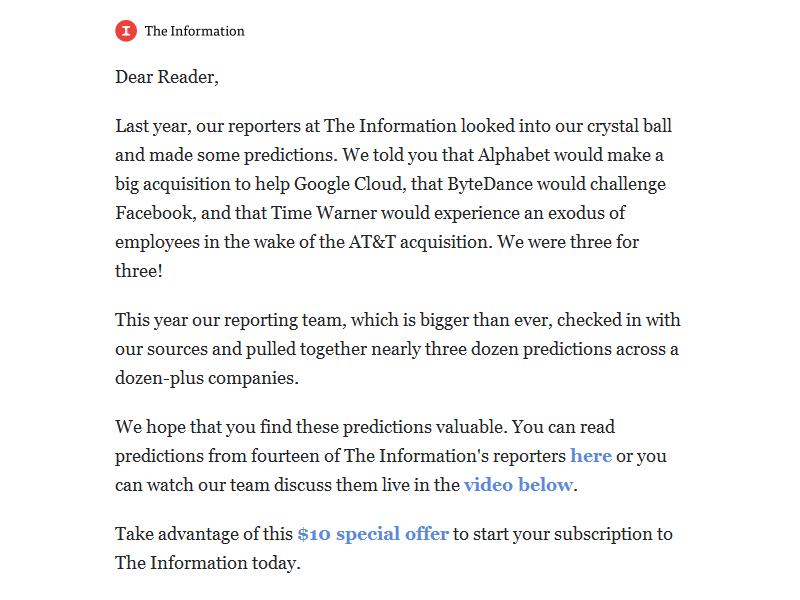 The Information
Dear Reader,
Last year, our reporters at The Information looked into our crystal ball
and made some predictions. We told you that Alphabet would make a
big acquisition to help Google Cloud, that ByteDance would challenge
Facebook, and that Time Warner would experience an exodus of
employees in the wake of the AT&T acquisition. We were three for
three!
This year our reporting team, which is bigger than ever, checked in with
our sources and pulled together nearly three dozen predictions across a
dozen-plus companies.
We hope that you find these predictions valuable. You can read
predictions from fourteen of The Information's reporters here or you
can watch our team discuss them live in the video below.
Take advantage of this $10 special offer to start your subscription to
The Information today.